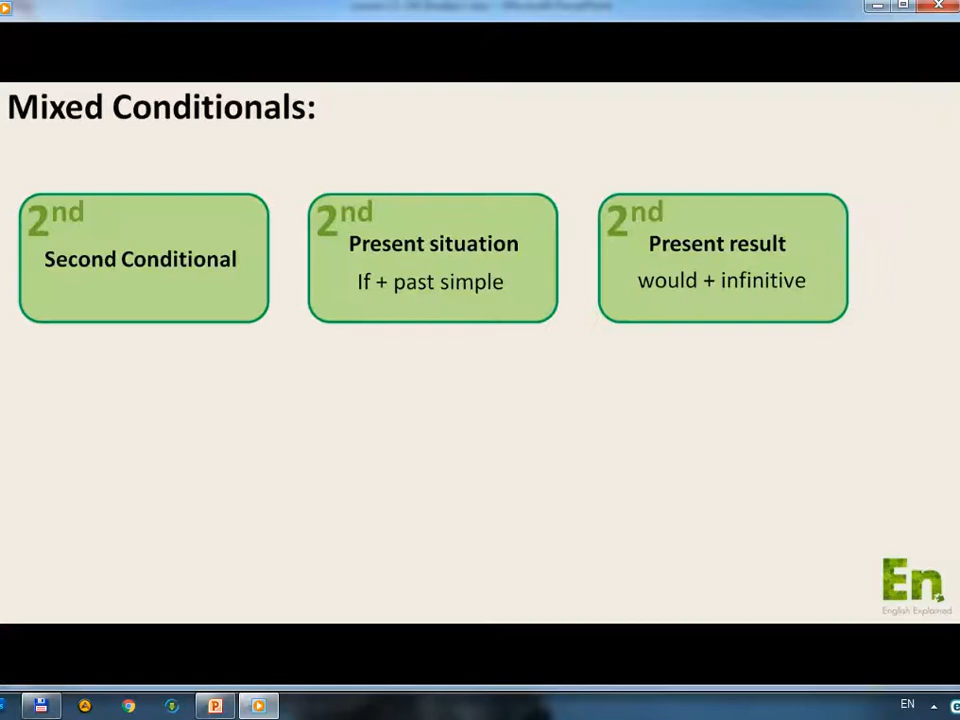 Mixed Conditionals:
2nd
Second Conditional
2nd
Present situation
If + past simple
2nd
Present result
would + infinitive
En
English Explained
EN